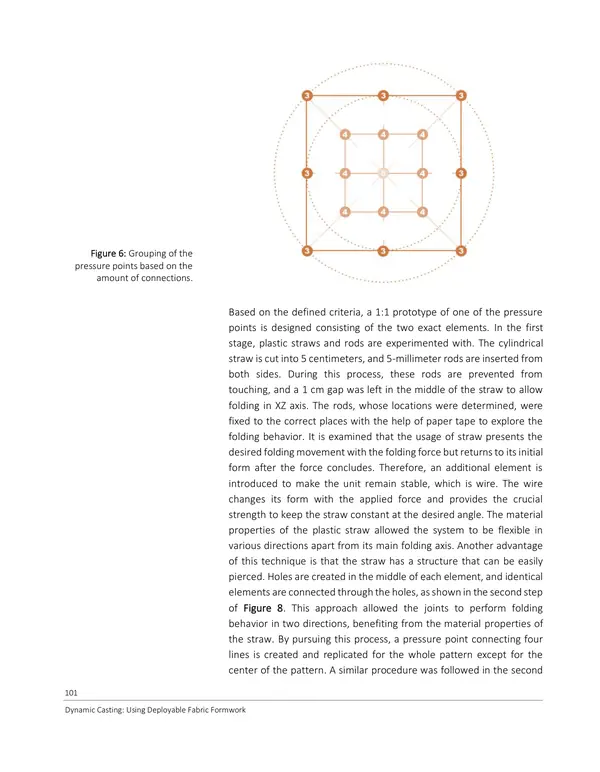 3 3 3
4 4 4
3 4 4 3
4 4 4
3 3 3
Figure 6: Grouping of the
pressure points based on the
amount of connections.
Based on the defined criteria, a 1:1 prototype of one of the pressure
points is designed consisting of the two exact elements. In the first
stage, plastic straws and rods are experimented with. The cylindrical
straw is cut into 5 centimeters, and 5-millimeter rods are inserted from
both sides. During this process, these rods are prevented from
touching, and a 1 cm gap was left in the middle of the straw to allow
folding in XZ axis. The rods, whose locations were determined, were
fixed to the correct places with the help of paper tape to explore the
folding behavior. It is examined that the usage of straw presents the
desired folding movement with the folding force but returns to its initial
form after the force concludes. Therefore, an additional element is
introduced to make the unit remain stable, which is wire. The wire
changes its form with the applied force and provides the crucial
strength to keep the straw constant at the desired angle. The material
properties of the plastic straw allowed the system to be flexible in
various directions apart from its main folding axis. Another advantage
of this technique is that the straw has a structure that can be easily
pierced. Holes are created in the middle of each element, and identical
elements are connected through the holes, as shown in the second step
of Figure 8. This approach allowed the joints to perform folding
behavior in two directions, benefiting from the material properties of
the straw. By pursuing this process, a pressure point connecting four
lines is created and replicated for the whole pattern except for the
center of the pattern. A similar procedure was followed in the second
101
Dynamic Casting: Using Deployable Fabric Formwork